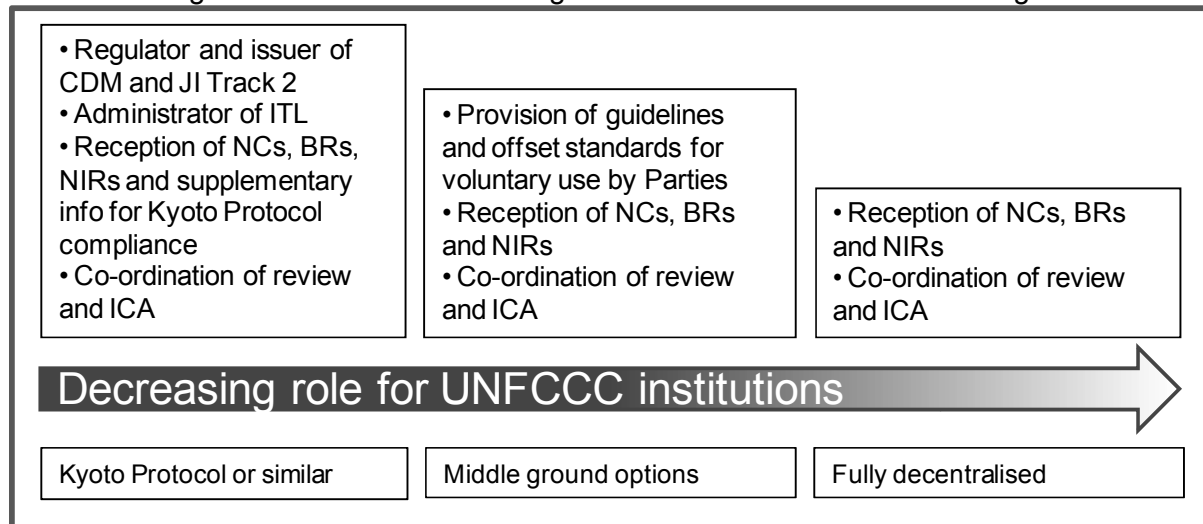 • Regulator and issuer of
CDM and JI Track 2
• Administrator of ITL
• Reception of NCs, BRs,
NIRs and supplementary
info for Kyoto Protocol
compliance
• Co-ordination of review
and ICA
• Provision of guidelines
and offset standards for
voluntary use by Parties
• Reception of NCs, BRs
and NIRs
• Co-ordination of review
and ICA
• Reception of NCs, BRs
and NIRs
• Co-ordination of review
and ICA
Decreasing role for UNFCCC institutions
Kyoto Protocol or similar
Middle ground options
Fully decentralised